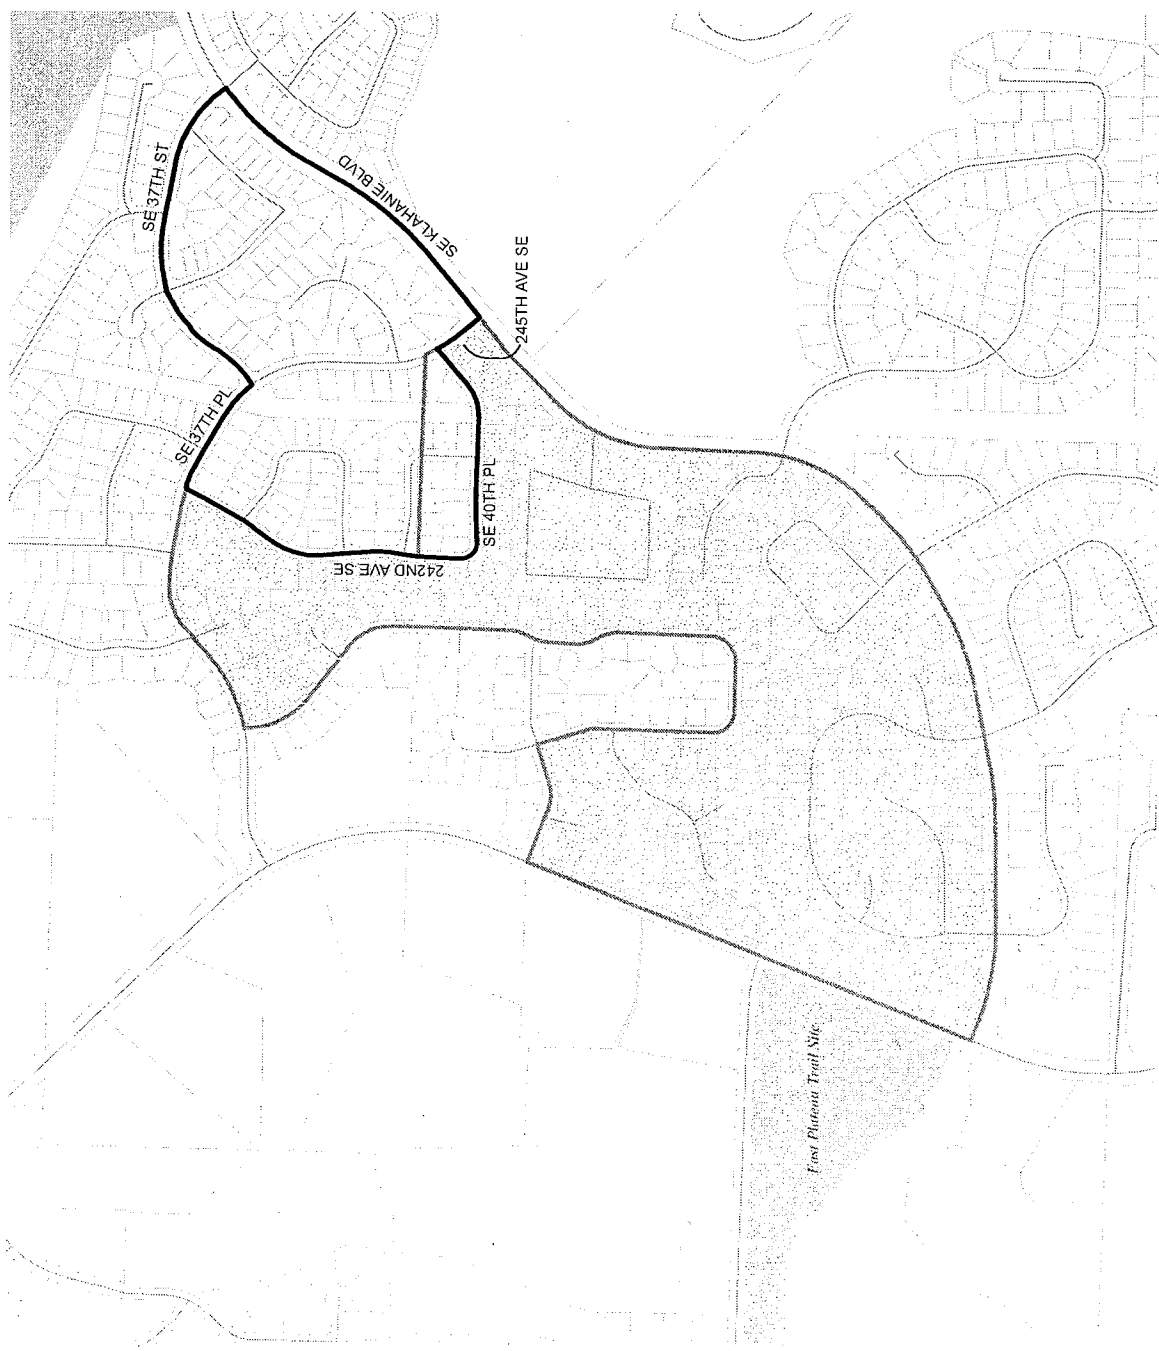 SE 37TH ST
SE KLAHANIE BLVD
245TH AVE SE
SE 37TH PL
SE 40TH PL
242ND AVE SE
East Plateau Trail Site